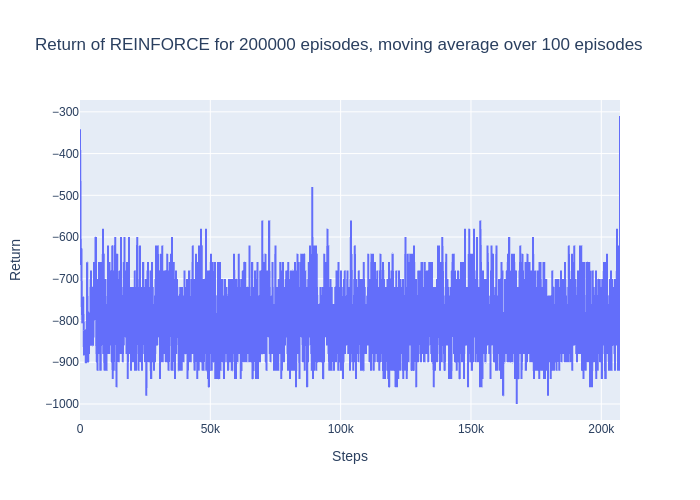 Return of REINFORCE for 200000 episodes, moving average over 100 episodes
−300
−400
−500
−600
−700
−800
−900
−1000
0 50k 100k 150k 200k
Steps
Return